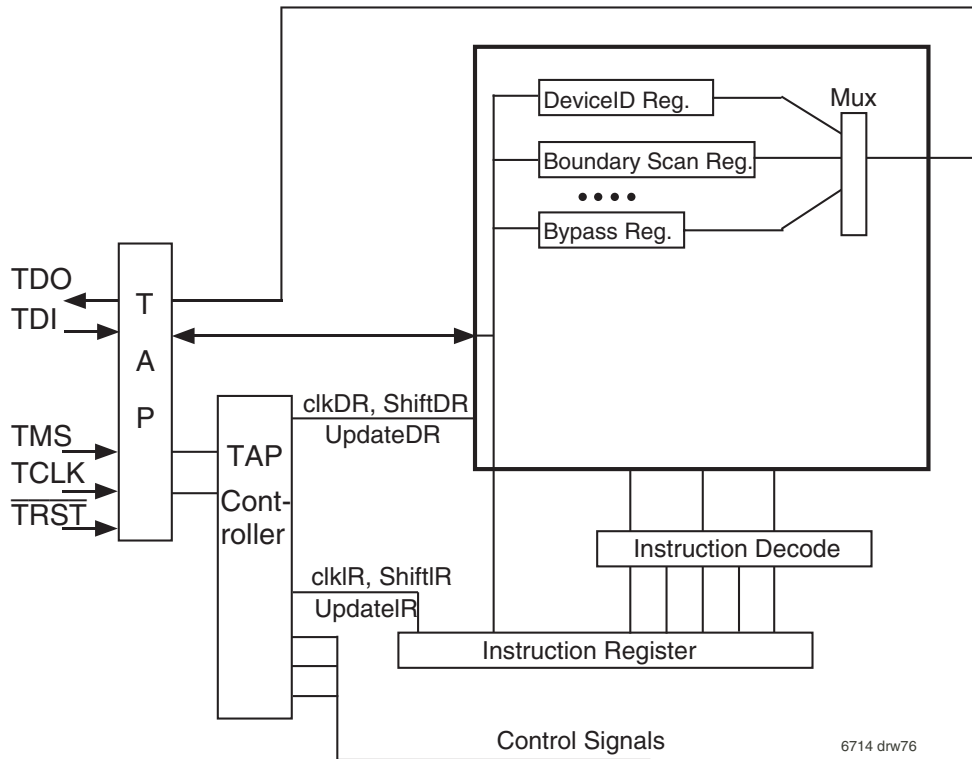 DeviceID Reg.
Mux
Boundary Scan Reg.
Bypass Reg.
TDO
TDI
T
A
P
TMS
TCLK
TRST
clkDR, ShiftDR
UpdateDR
TAP
Cont-
roller
Instruction Decode
clkIR, ShiftIR
UpdateIR
Instruction Register
Control Signals
6714 drw76